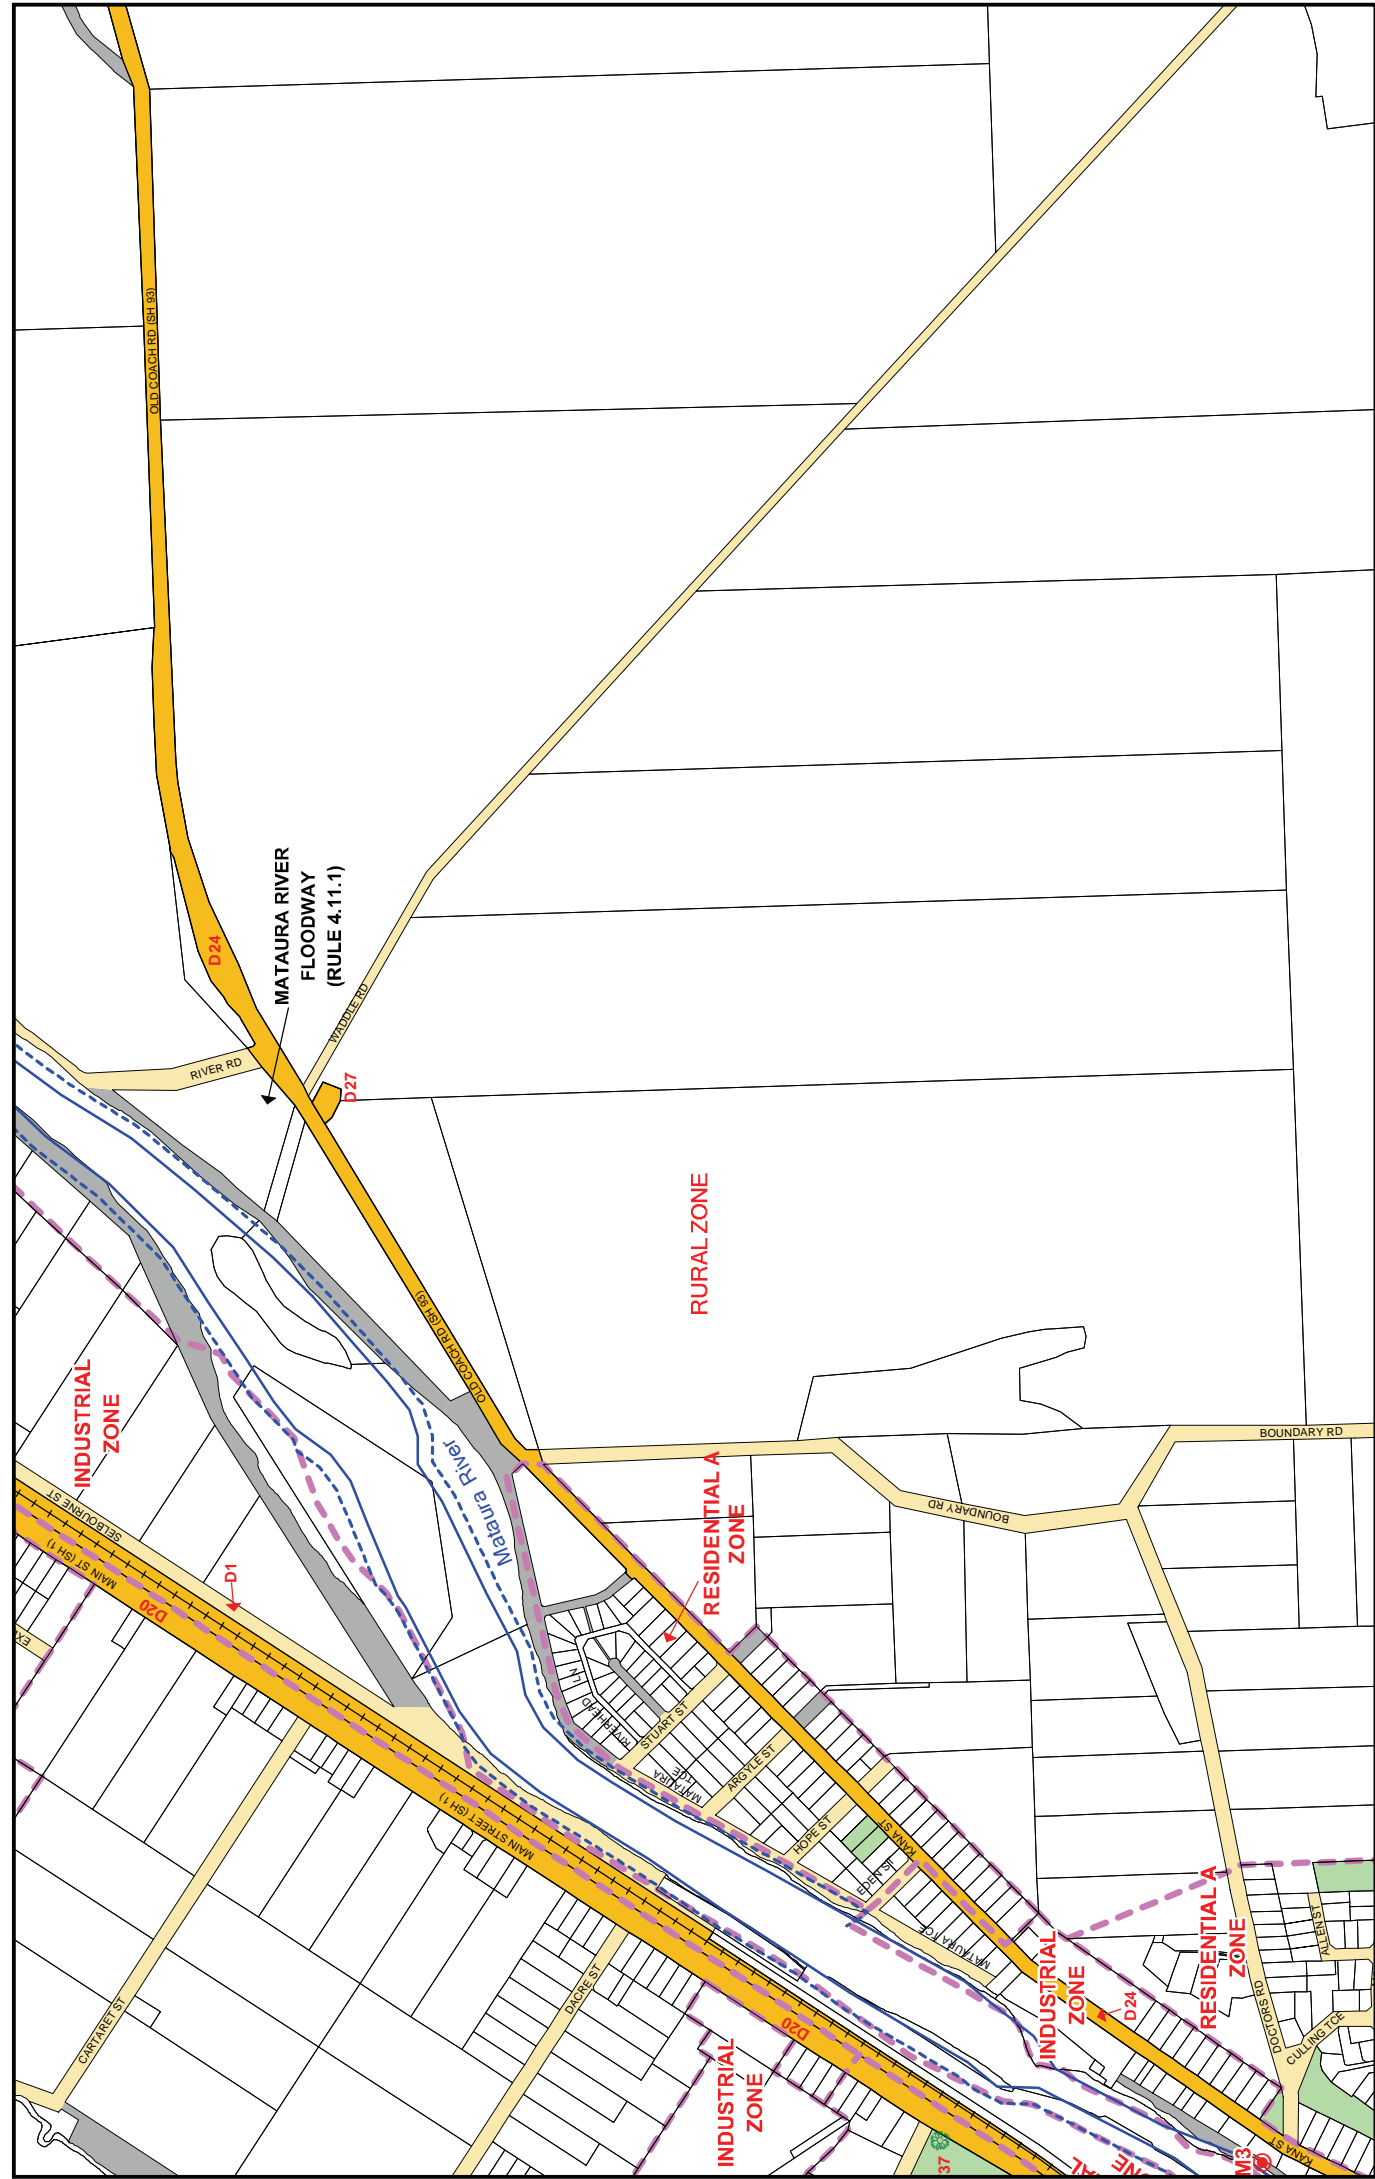 OLD COACH RD (SH 93)
D24
MATAURA RIVER
FLOODWAY
(RULE 4.11.1)
WADDLE RD
RIVER RD
D27
RURAL ZONE
OLD COACH RD (SH 93)
INDUSTRIAL
ZONE
SELBOURNE ST
MAIN ST (SH 1)
D20
D1
Mataura River
BOUNDARY RD
BOUNDARY RD
RESIDENTIAL A
ZONE
RIVERHEAD LN
STUART ST
MATAURA
TCE
ARGYLE ST
HOPE ST
KANA ST
EDEN ST
MATAURA TCE
MAIN STREET (SH 1)
CARTARET ST
DACRE ST
D20
INDUSTRIAL
ZONE
INDUSTRIAL
ZONE
D24
RESIDENTIAL A
ZONE
ALLEN ST
DOCTORS RD
CULLING TCE
KANA ST
M3
37